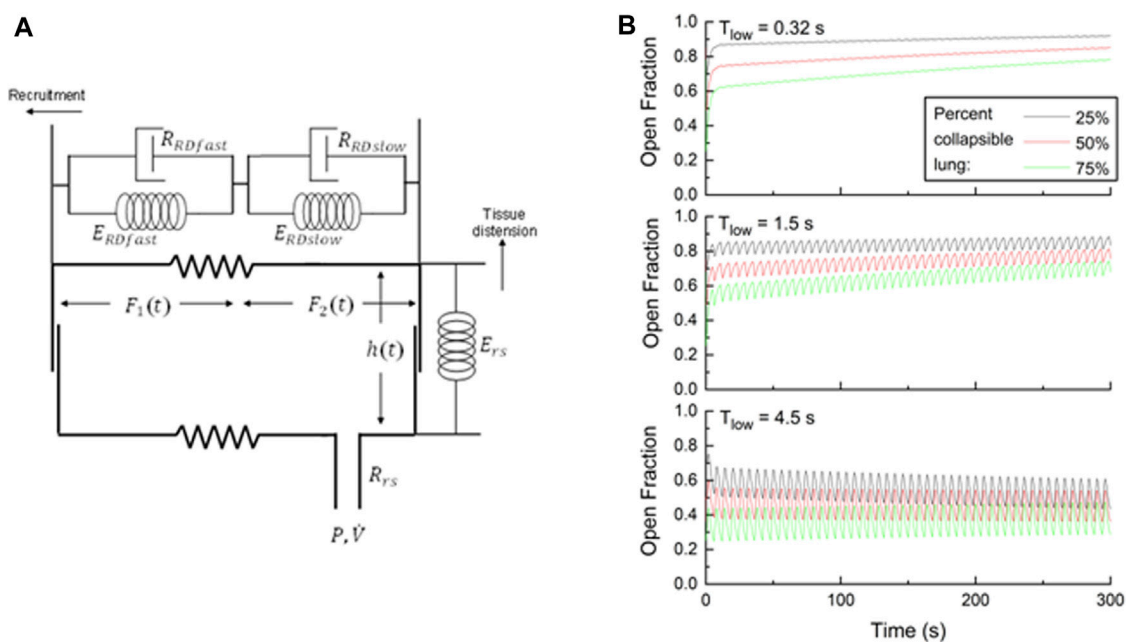 A
Recruitment
R_RDfast
R_RDslow
E_RDfast
E_RDslow
Tissue
distension
F₁(t)
F₂(t)
h(t)
E_rs
R_rs
P, V̇
B
T_low = 0.32 s
Open Fraction
1.0
0.8
0.6
0.4
0.2
0.0
Percent
collapsible
lung:
25%
50%
75%
T_low = 1.5 s
Open Fraction
1.0
0.8
0.6
0.4
0.2
0.0
T_low = 4.5 s
Open Fraction
1.0
0.8
0.6
0.4
0.2
0.0
0 100 200 300
Time (s)